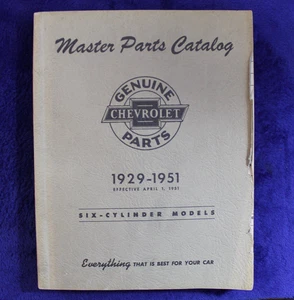 Master Parts Catalog
GENUINE
CHEVROLET
PARTS
1929-1951
EFFECTIVE APRIL 1, 1951
SIX-CYLINDER MODELS
Everything THAT IS BEST FOR YOUR CAR